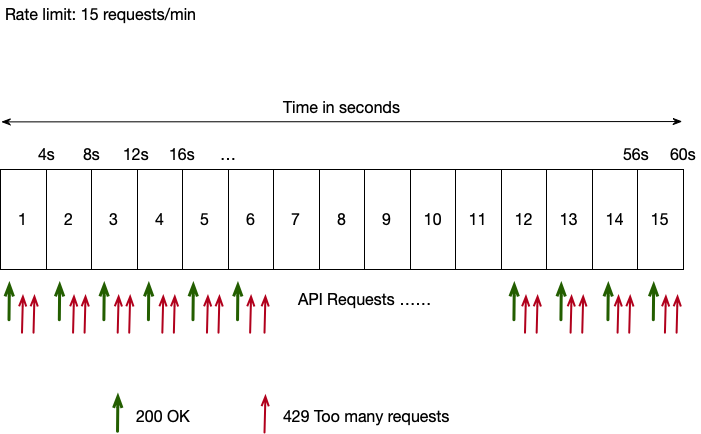 Rate limit: 15 requests/min
Time in seconds
4s 8s 12s 16s ... 56s 60s
1 2 3 4 5 6 7 8 9 10 11 12 13 14 15
API Requests ......
200 OK 429 Too many requests